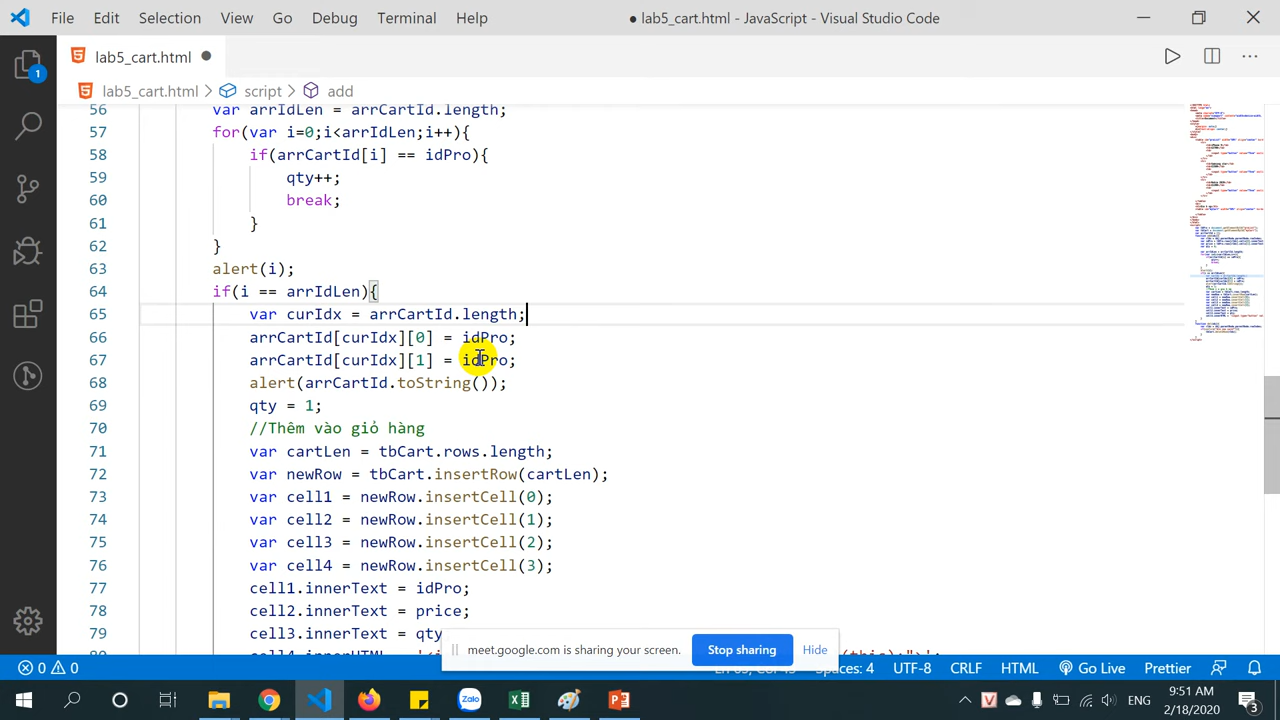 File Edit Selection View Go Debug Terminal Help
● lab5_cart.html - JavaScript - Visual Studio Code
lab5_cart.html ●
1
lab5_cart.html > script > add
56 var arrIdLen = arrCartId.length;
57 for(var i=0;i<arrIdLen;i++){
58 if(arrCartId[i] == idPro){
59 qty++;
60 break;
61 }
62 }
63 alert(i);
64 if(i == arrIdLen){
65 var curIdx = arrCartId.length;
66 arrCartId[curIdx][0] = idPro;
67 arrCartId[curIdx][1] = idPro;
68 alert(arrCartId.toString());
69 qty = 1;
70 //Thêm vào giỏ hàng
71 var cartLen = tbCart.rows.length;
72 var newRow = tbCart.insertRow(cartLen);
73 var cell1 = newRow.insertCell(0);
74 var cell2 = newRow.insertCell(1);
75 var cell3 = newRow.insertCell(2);
76 var cell4 = newRow.insertCell(3);
77 cell1.innerText = idPro;
78 cell2.innerText = price;
79 cell3.innerText = qty
meet.google.com is sharing your screen. Stop sharing Hide
0 0
Spaces: 4 UTF-8 CRLF HTML Go Live Prettier
Zalo
ENG
3:51 AM
2/18/2020
3